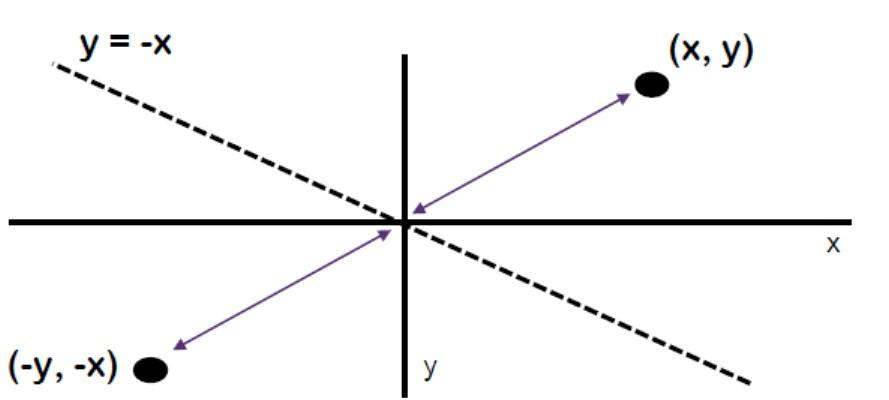 y = -x
(x, y)
x
(-y, -x)
y